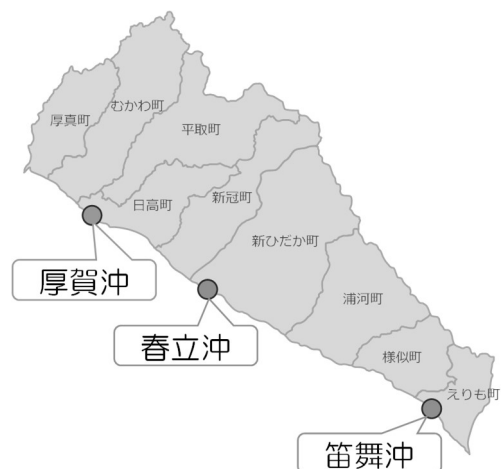 むかわ町
厚真町
平取町
日高町
新冠町
新ひだか町
厚賀沖
浦河町
春立沖
様似町
えりも町
笛舞沖